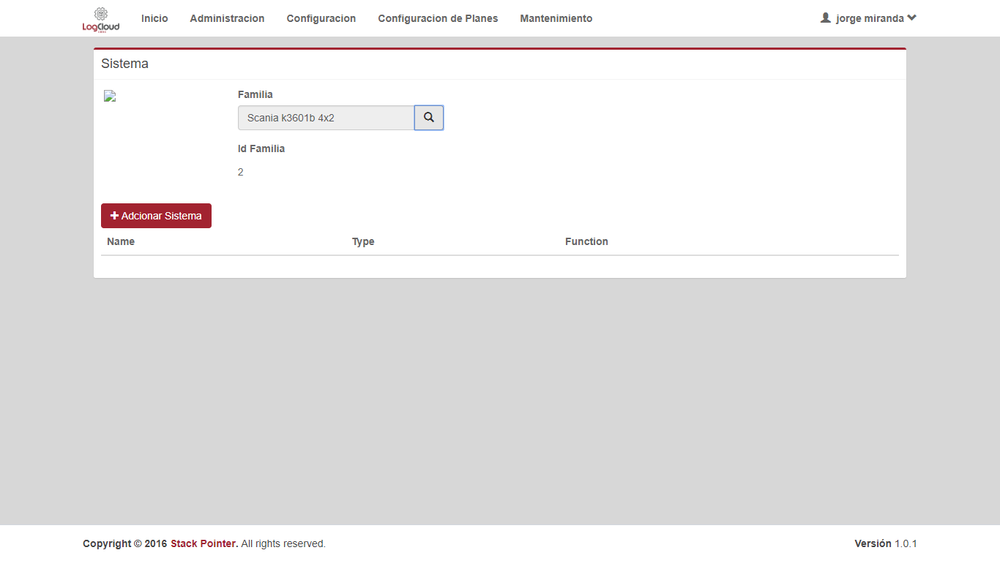 LogCloud
Inicio Administracion Configuracion Configuracion de Planes Mantenimiento jorge miranda
Sistema
Familia
Scania k3601b 4x2
Id Familia
2
Adcionar Sistema
Name Type Function
Copyright © 2016 Stack Pointer. All rights reserved. Versión 1.0.1